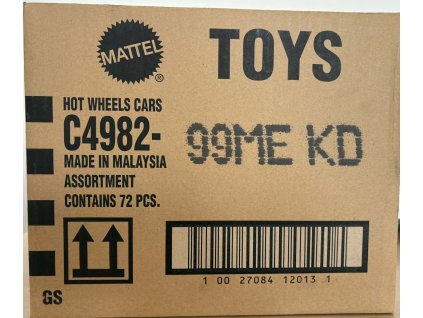 MATTEL
®
TOYS
HOT WHEELS CARS
C4982-
99ME KD
MADE IN MALAYSIA
ASSORTMENT
CONTAINS 72 PCS.
1 00 27084 12013 1
GS